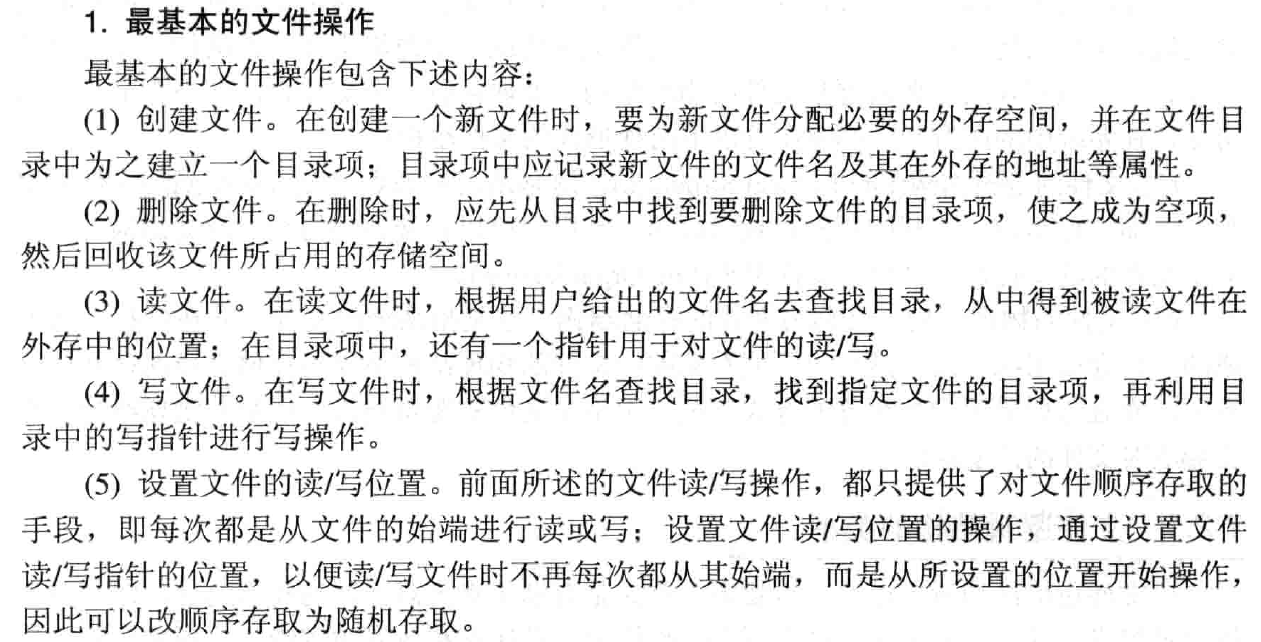 1. 最基本的文件操作
最基本的文件操作包含下述内容：
(1) 创建文件。在创建一个新文件时，要为新文件分配必要的外存空间，并在文件目
录中为之建立一个目录项；目录项中应记录新文件的文件名及其在外存的地址等属性。
(2) 删除文件。在删除时，应先从目录中找到要删除文件的目录项，使之成为空项，
然后回收该文件所占用的存储空间。
(3) 读文件。在读文件时，根据用户给出的文件名去查找目录，从中得到被读文件在
外存中的位置；在目录项中，还有一个指针用于对文件的读/写。
(4) 写文件。在写文件时，根据文件名查找目录，找到指定文件的目录项，再利用目
录中的写指针进行写操作。
(5) 设置文件的读/写位置。前面所述的文件读/写操作，都只提供了对文件顺序存取的
手段，即每次都是从文件的始端进行读或写；设置文件读/写位置的操作，通过设置文件
读/写指针的位置，以便读/写文件时不再每次都从其始端，而是从所设置的位置开始操作，
因此可以改顺序存取为随机存取。